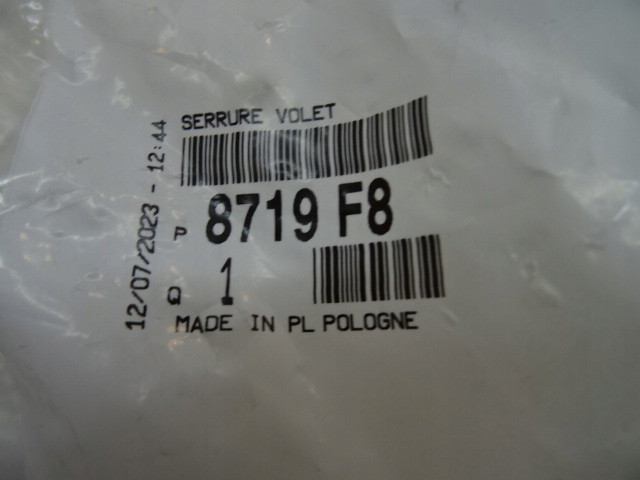 SERRURE VOLET
P 8719 F8
Q 1
MADE IN PL POLOGNE
12/07/2023 - 12:44